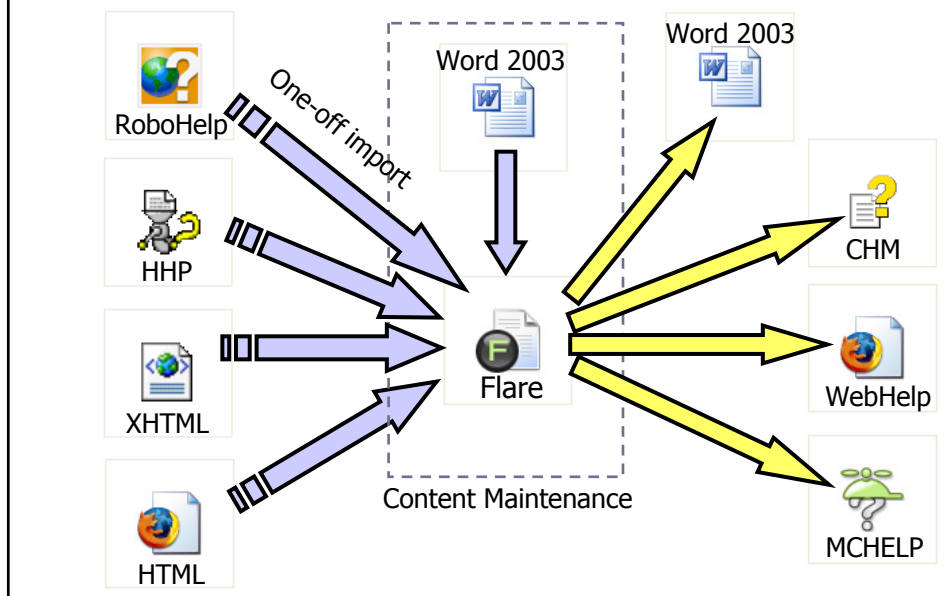 RoboHelp
One-off import
Word 2003
Word 2003
HHP
CHM
XHTML
Flare
WebHelp
HTML
Content Maintenance
MCHELP